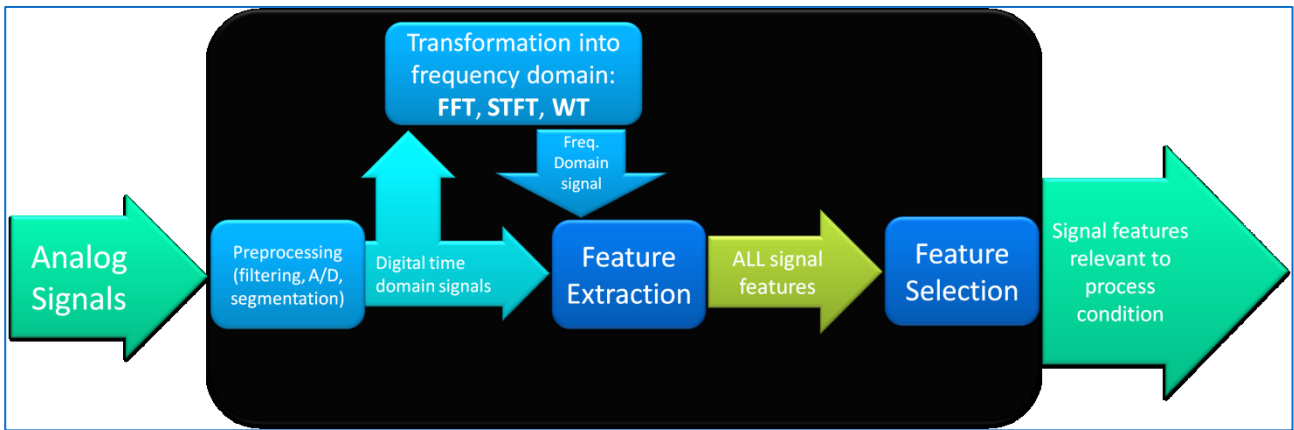 Analog
Signals
Preprocessing
(filtering, A/D,
segmentation)
Digital time
domain signals
Transformation into
frequency domain:
FFT, STFT, WT
Freq.
Domain
signal
Feature
Extraction
ALL signal
features
Feature
Selection
Signal features
relevant to
process
condition